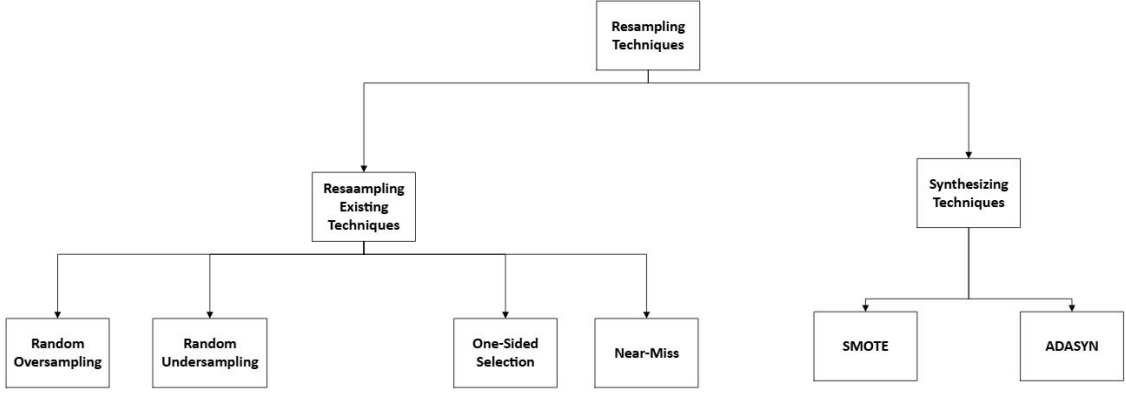 Resampling
Techniques
Resaampling
Existing
Techniques
Synthesizing
Techniques
Random
Oversampling
Random
Undersampling
One-Sided
Selection
Near-Miss
SMOTE
ADASYN